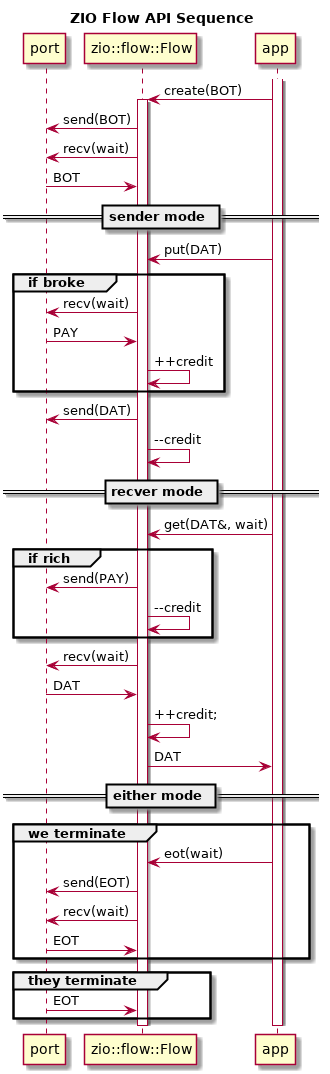 ZIO Flow API Sequence
port zio::flow::Flow app
create(BOT)
send(BOT)
recv(wait)
BOT
sender mode
put(DAT)
if broke
recv(wait)
PAY
++credit
send(DAT)
--credit
recver mode
get(DAT&, wait)
if rich
send(PAY)
--credit
recv(wait)
DAT
++credit;
DAT
either mode
we terminate
eot(wait)
send(EOT)
recv(wait)
EOT
they terminate
EOT
port zio::flow::Flow app